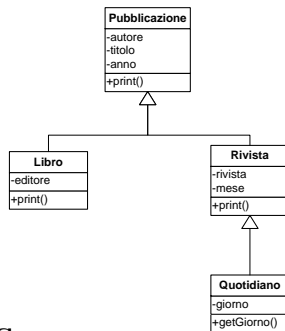 Pubblicazione
-autore
-titolo
-anno
+print()
Libro
-editore
+print()
Rivista
-rivista
-mese
+print()
Quotidiano
-giorno
+getGiorno()